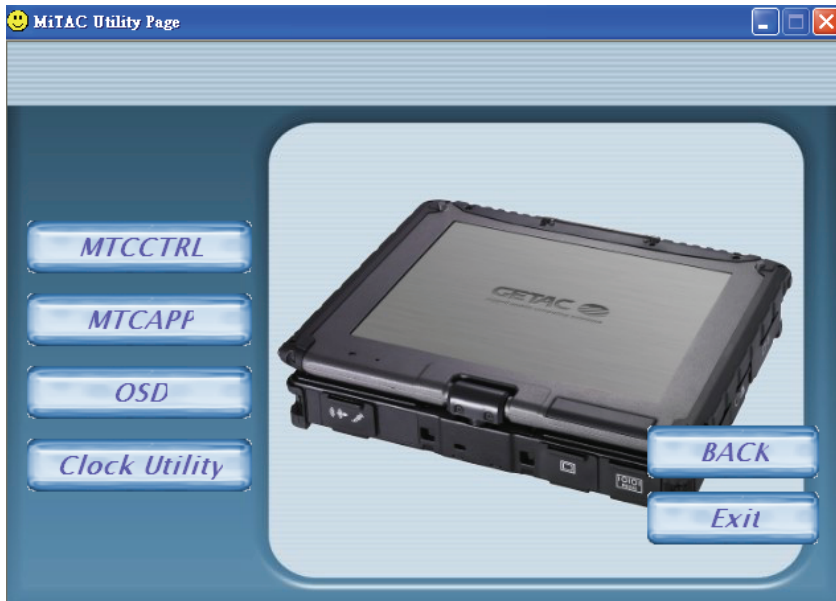 MiTAC Utility Page
MTCCTRL
MTCAPP
OSD
Clock Utility
GETAC
BACK
Exit